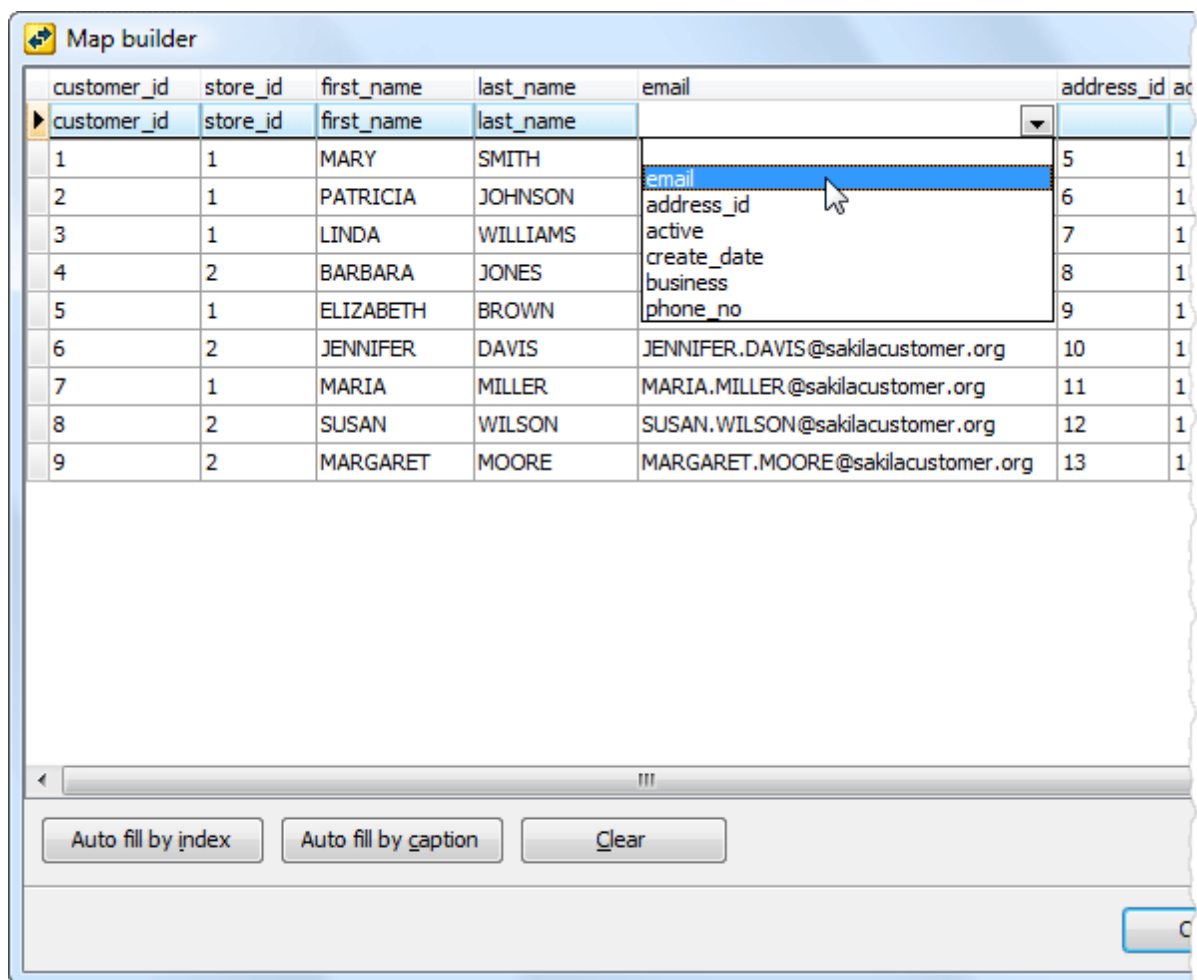 Map builder
customer_id store_id first_name last_name email address_id
customer_id store_id first_name last_name
1 1 MARY SMITH 5 1
email
2 1 PATRICIA JOHNSON 6 1
address_id
3 1 LINDA WILLIAMS active 7 1
create_date
4 2 BARBARA JONES 8 1
business
5 1 ELIZABETH BROWN phone_no 9 1
6 2 JENNIFER DAVIS JENNIFER.DAVIS@sakilacustomer.org 10 1
7 1 MARIA MILLER MARIA.MILLER@sakilacustomer.org 11 1
8 2 SUSAN WILSON SUSAN.WILSON@sakilacustomer.org 12 1
9 2 MARGARET MOORE MARGARET.MOORE@sakilacustomer.org 13 1
Auto fill by index Auto fill by caption Clear